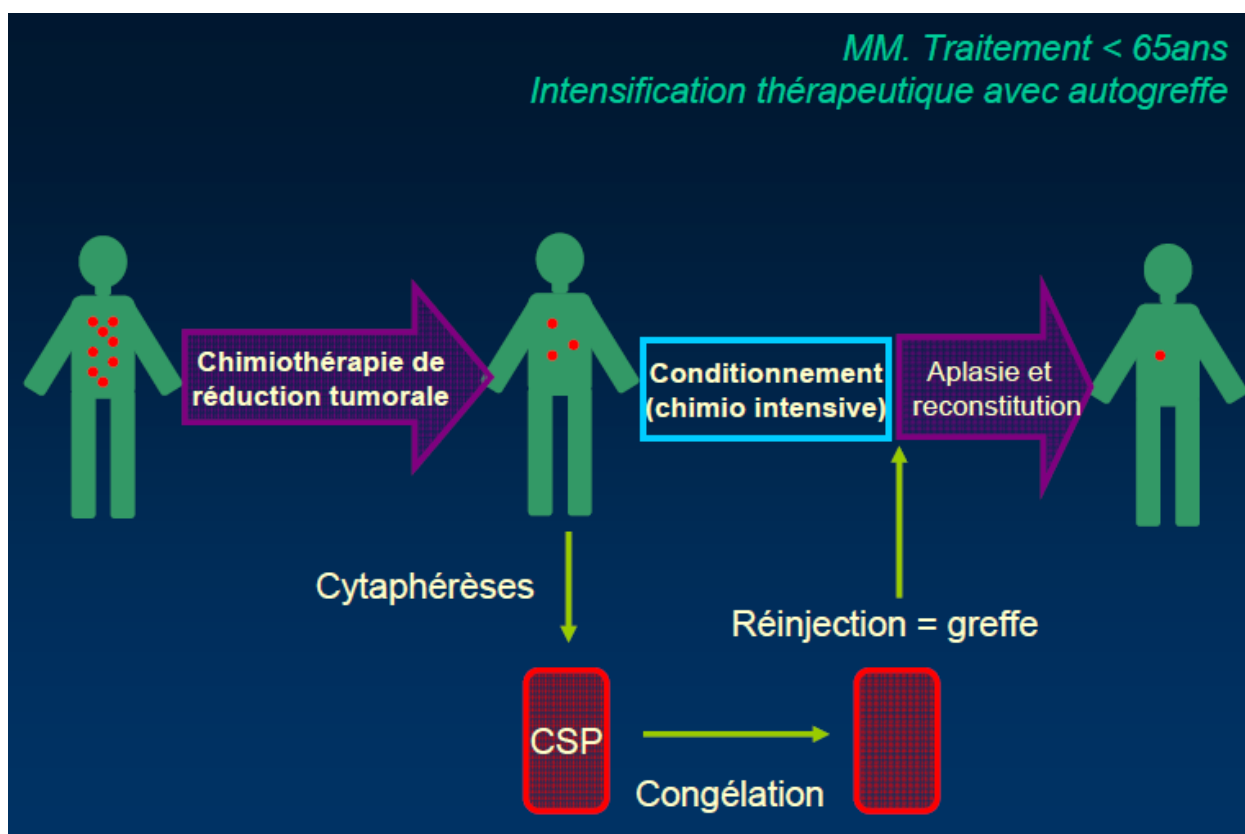 MM. Traitement < 65ans
Intensification thérapeutique avec autogreffe
Chimiothérapie de
réduction tumorale
Conditionnement
(chimio intensive)
Aplasie et
reconstitution
Cytaphérèses
Réinjection = greffe
CSP
Congélation